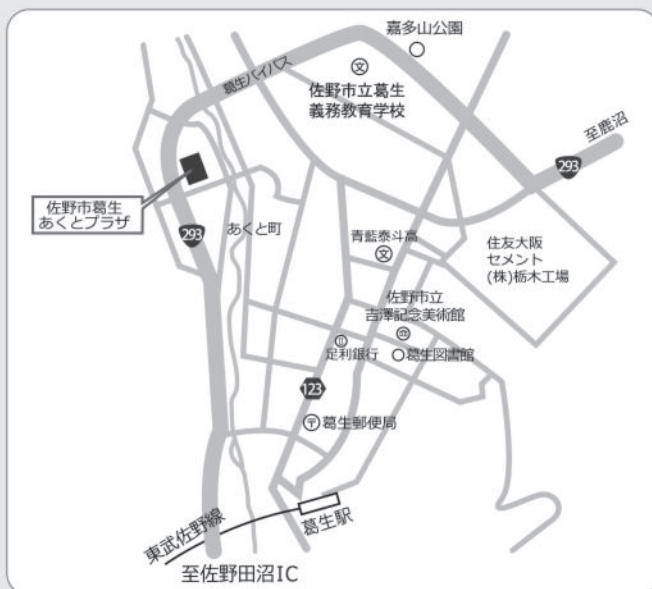 嘉多山公園
葛生バイパス
文
佐野市立葛生
義務教育学校
至鹿沼
293
佐野市葛生
あくとプラザ
293
あくと町
青藍泰斗高
文
住友大阪
セメント
(株)栃木工場
佐野市立
吉澤記念美術館
足利銀行
葛生図書館
123
〒葛生郵便局
葛生駅
東武佐野線
至佐野田沼IC